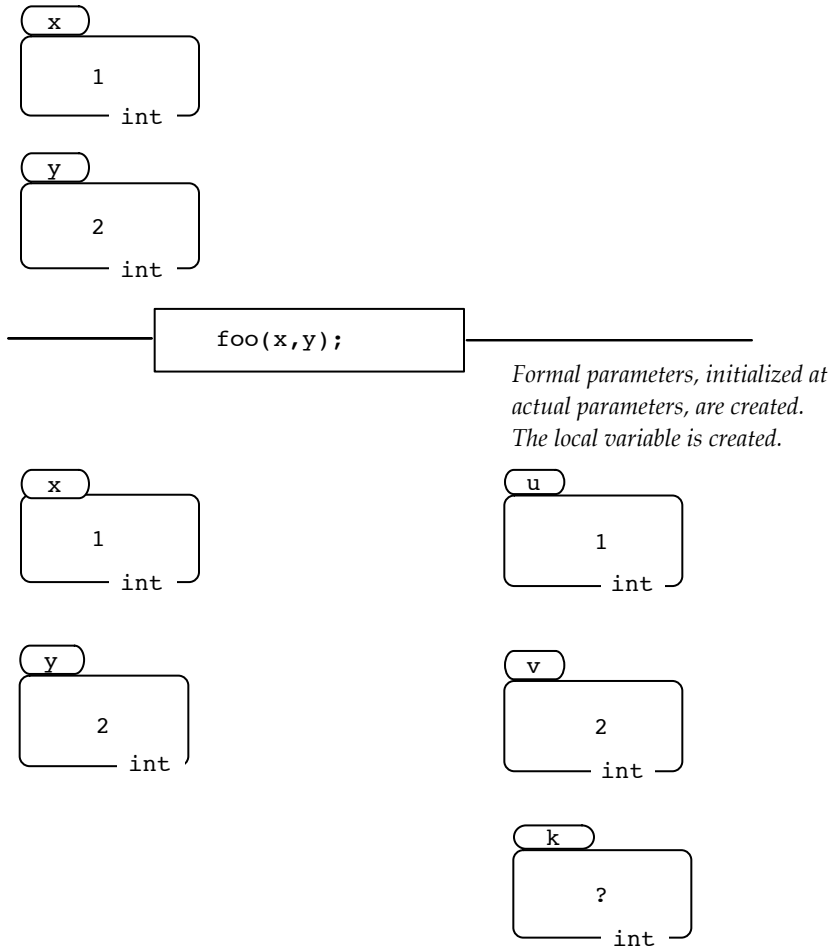 x
1
int
y
2
int
foo(x,y);
Formal parameters, initialized at
actual parameters, are created.
The local variable is created.
x
1
int
y
2
int
u
1
int
v
2
int
k
?
int